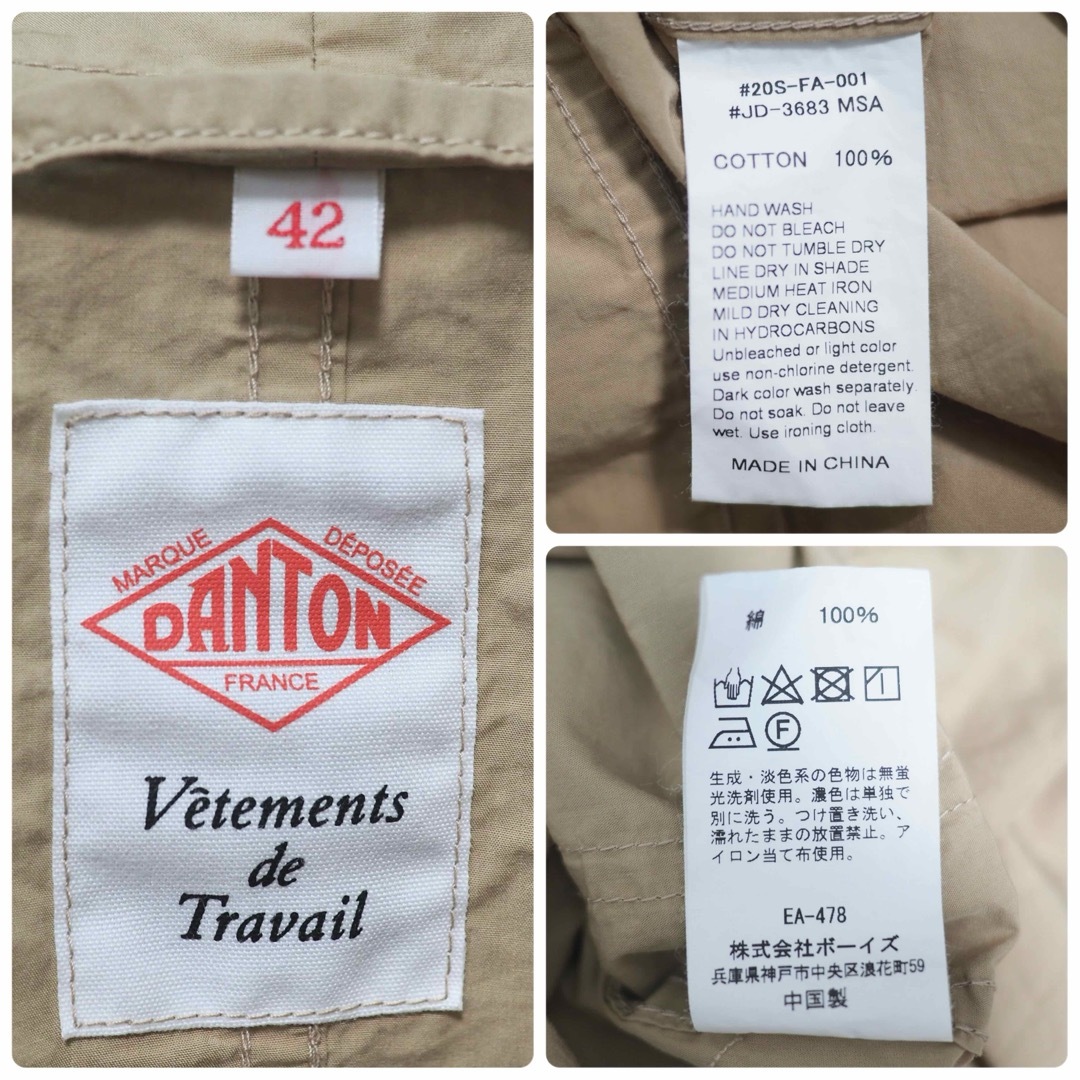 42
MARQUE DÉPOSÉE
DANTON
FRANCE
Vêtements
de
Travail
#20S-FA-001
#JD-3683 MSA
COTTON 100%
HAND WASH
DO NOT BLEACH
DO NOT TUMBLE DRY
LINE DRY IN SHADE
MEDIUM HEAT IRON
MILD DRY CLEANING
IN HYDROCARBONS
Unbleached or light color
use non-chlorine detergent.
Dark color wash separately.
Do not soak. Do not leave
wet. Use ironing cloth.
MADE IN CHINA
綿 100%
F
生成・淡色系の色物は無蛍
光洗剤使用。濃色は単独で
別に洗う。つけ置き洗い、
濡れたままの放置禁止。ア
イロン当て布使用。
EA-478
株式会社ボーイズ
兵庫県神戸市中央区浪花町59
中国製